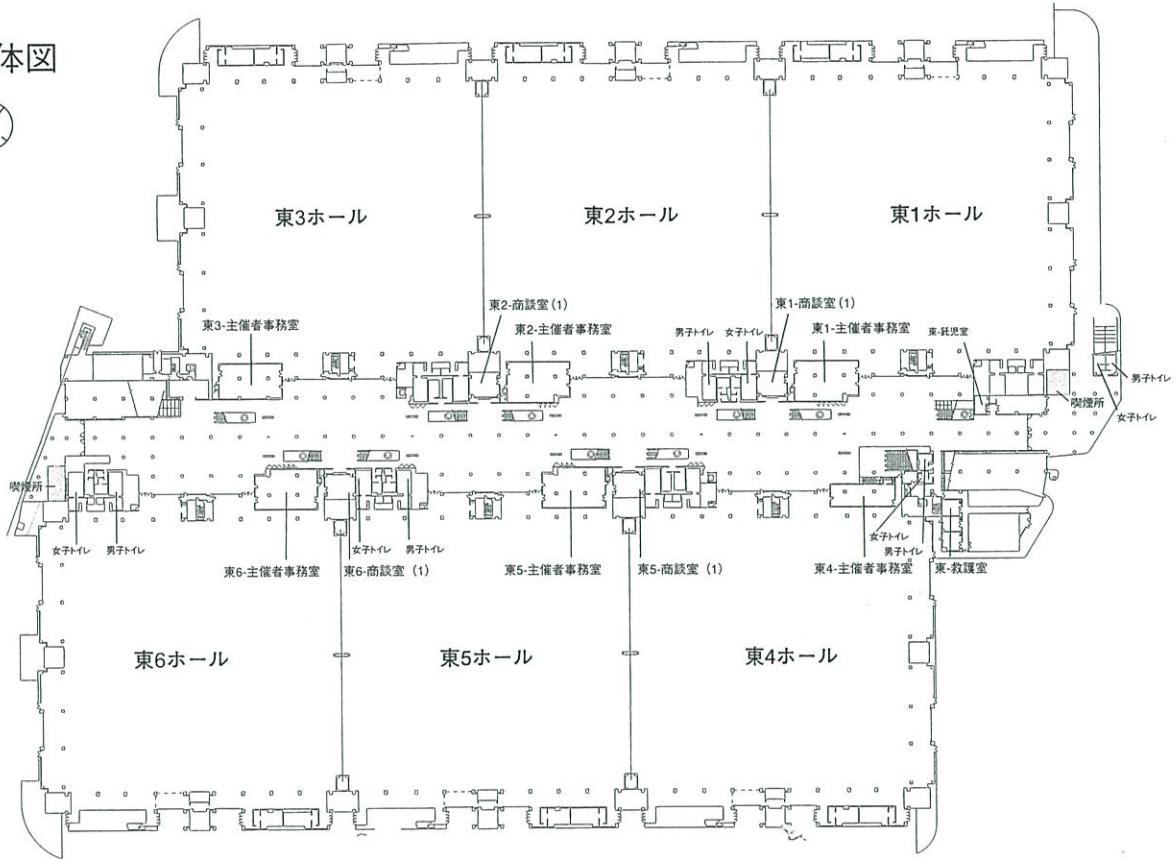 体図
東3ホール
東2ホール
東1ホール
東2-商談室(1)
東1-商談室(1)
東3-主催者事務室
東2-主催者事務室
男子トイレ
女子トイレ
東1-主催者事務室
東-託児室
男子トイレ
喫煙所
女子トイレ
喫煙所
女子トイレ
男子トイレ
女子トイレ
男子トイレ
女子トイレ
男子トイレ
東6-主催者事務室
東6-商談室 (1)
東5-主催者事務室
東5-商談室 (1)
東4-主催者事務室
東-救護室
東6ホール
東5ホール
東4ホール